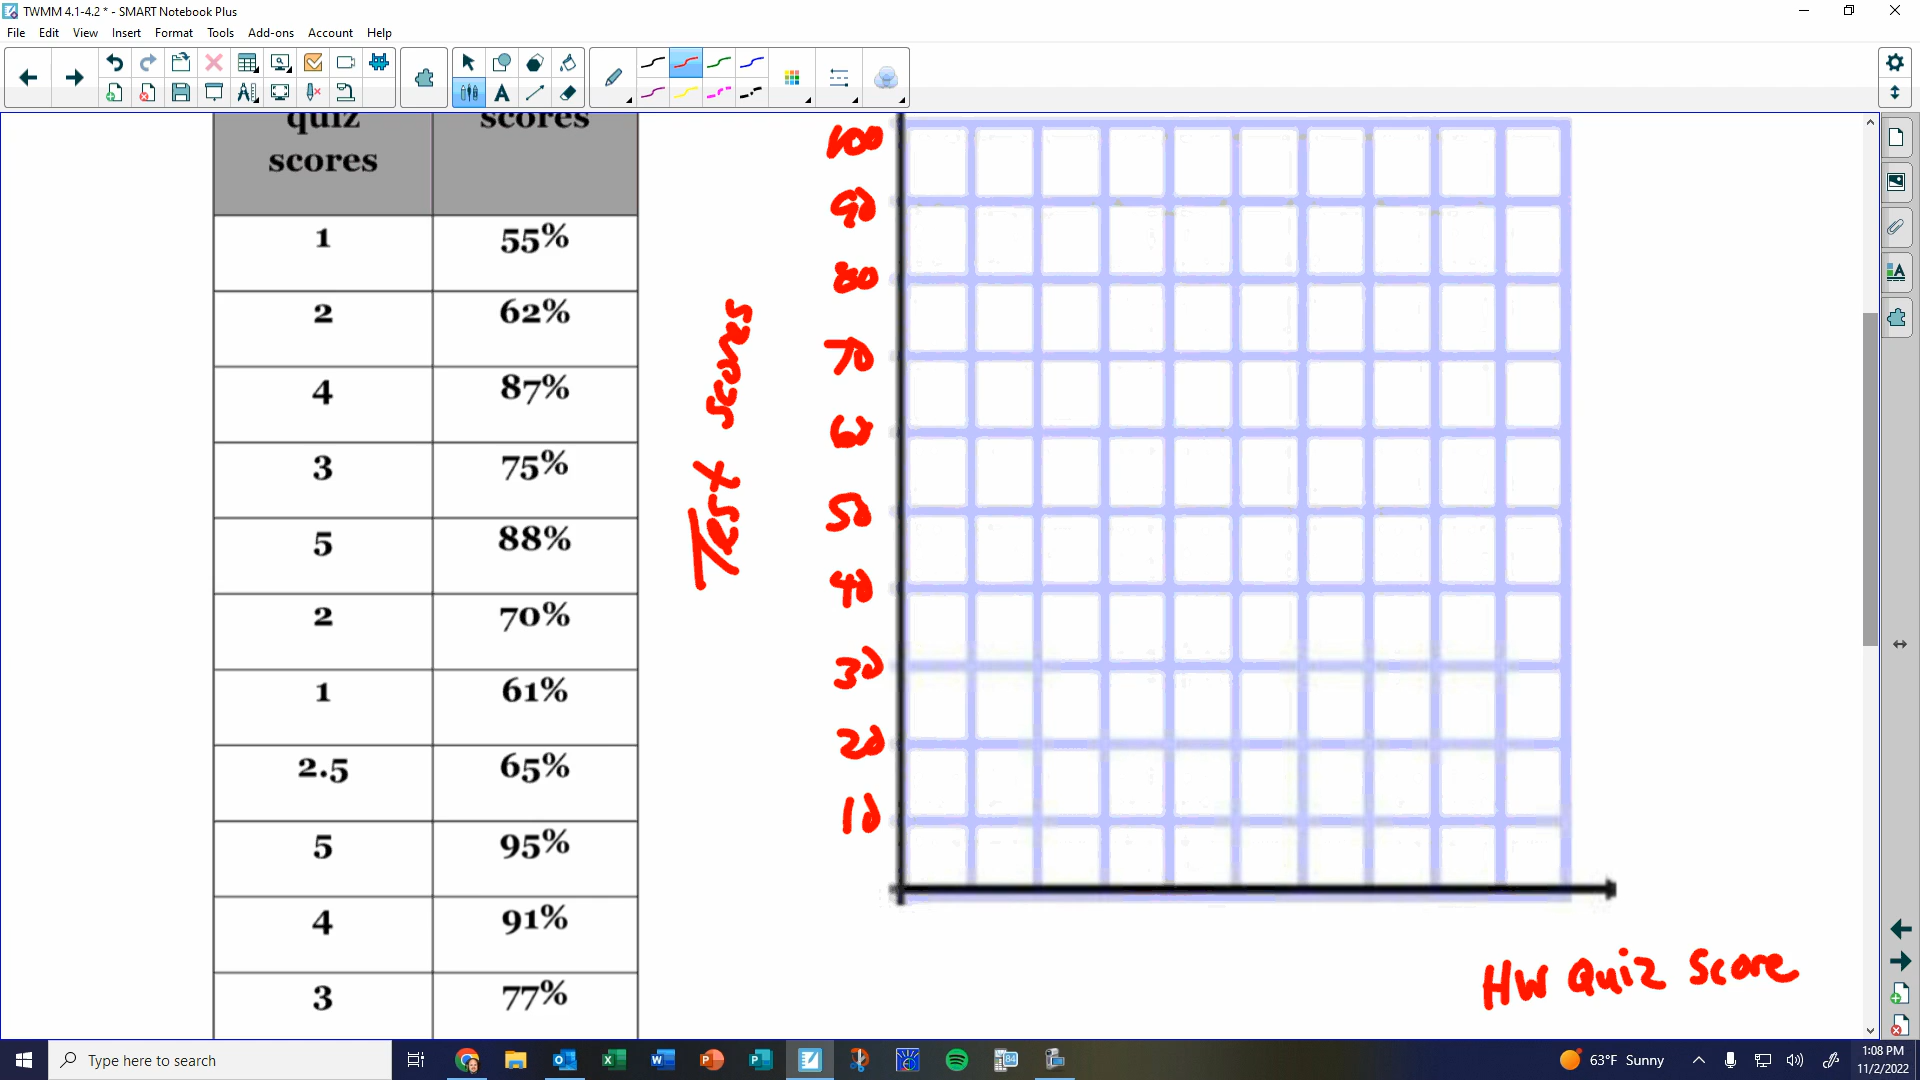 TWMM 4.1-4.2 * - SMART Notebook Plus
File Edit View Insert Format Tools Add-ons Account Help
quiz scores
scores
1 55%
2 62%
4 87%
3 75%
5 88%
2 70%
1 61%
2.5 65%
5 95%
4 91%
3 77%
Test scores
100
90
80
70
60
50
40
30
20
10
HW Quiz Score
Type here to search
84
63°F Sunny
1:08 PM
11/2/2022